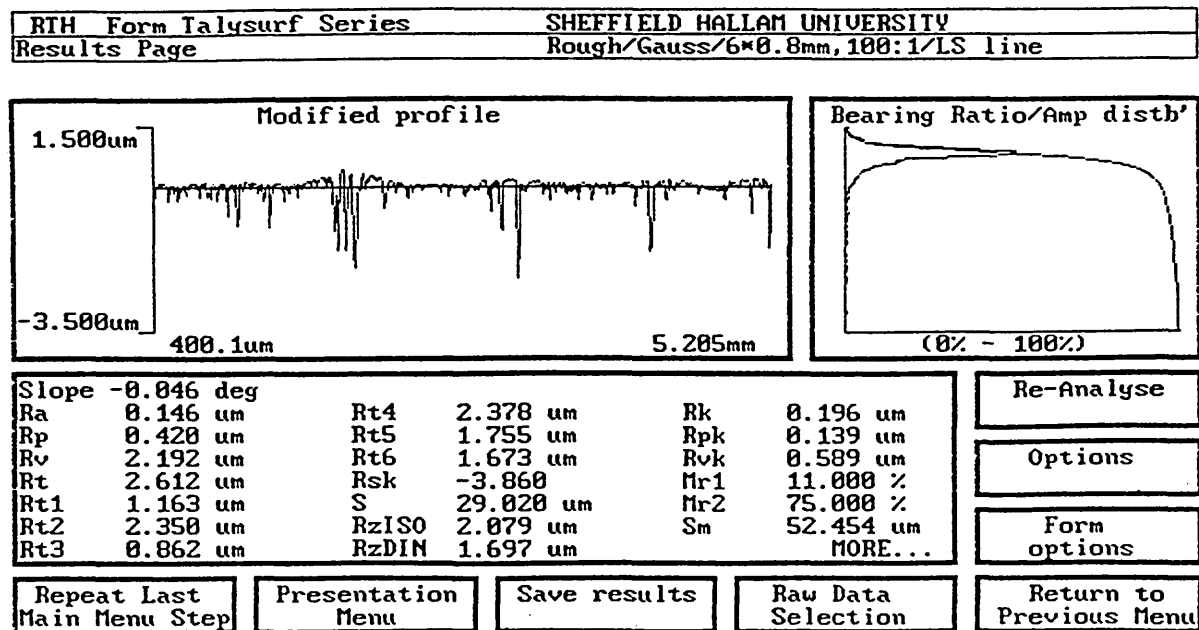 RTH Form Talysurf Series SHEFFIELD HALLAM UNIVERSITY
Results Page Rough/Gauss/6*0.8mm,100:1/LS line
Modified profile
1.500um
-3.500um
400.1um 5.205mm
Bearing Ratio/Amp distb'
(0% - 100%)
Slope -0.046 deg
Ra 0.146 um Rt4 2.378 um Rk 0.196 um
Rp 0.420 um Rt5 1.755 um Rpk 0.139 um
Rv 2.192 um Rt6 1.673 um Rvk 0.589 um
Rt 2.612 um Rsk -3.860 Mr1 11.000 %
Rt1 1.163 um S 29.020 um Mr2 75.000 %
Rt2 2.350 um RzISO 2.079 um Sm 52.454 um
Rt3 0.862 um RzDIN 1.697 um MORE...
Re-Analyse
Options
Form
options
Repeat Last
Main Menu Step
Presentation
Menu
Save results
Raw Data
Selection
Return to
Previous Menu